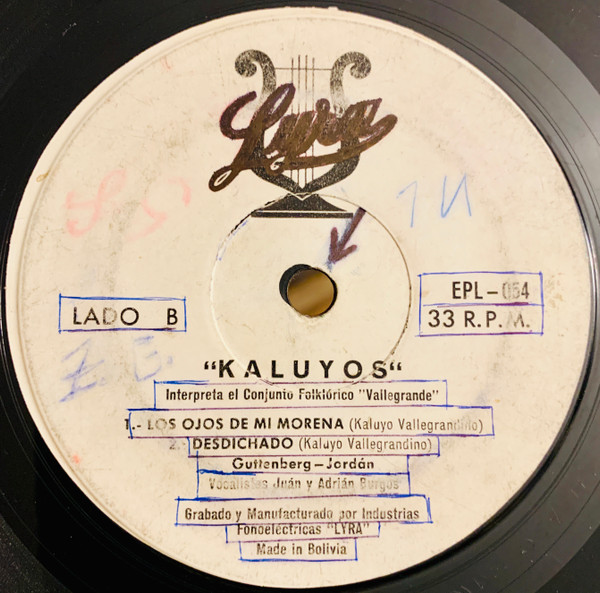 Lyra
1 U
LADO B
EPL-054
33 R.P.M.
"KALUYOS"
Interpreta el Conjunto Folklórico "Vallegrande"
1.- LOS OJOS DE MI MORENA (Kaluyo Vallegrandino)
2.- DESDICHADO (Kaluyo Vallegrandino)
Guttenberg-Jordán
Vocalistas Juán y Adrián Burgos
Grabado y Manufacturado por Industrias
Fonoeléctricas "LYRA"
Made in Bolivia